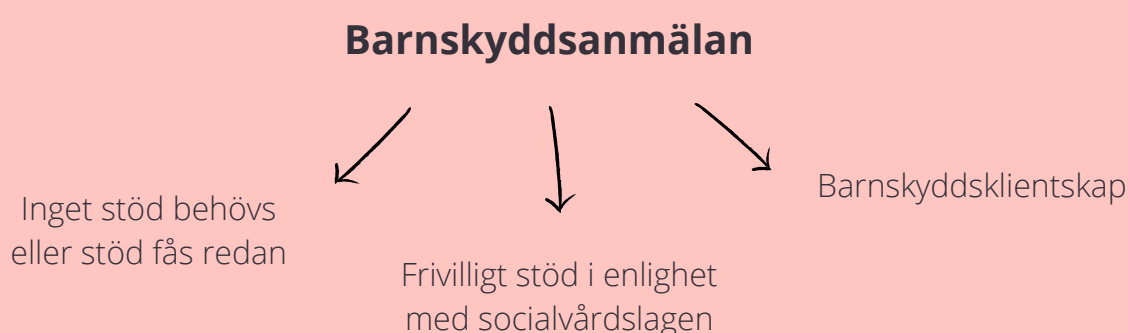 Barnskyddsanmälan
Inget stöd behövs
eller stöd fås redan
Frivilligt stöd i enlighet
med socialvårdslagen
Barnskyddsklientskap